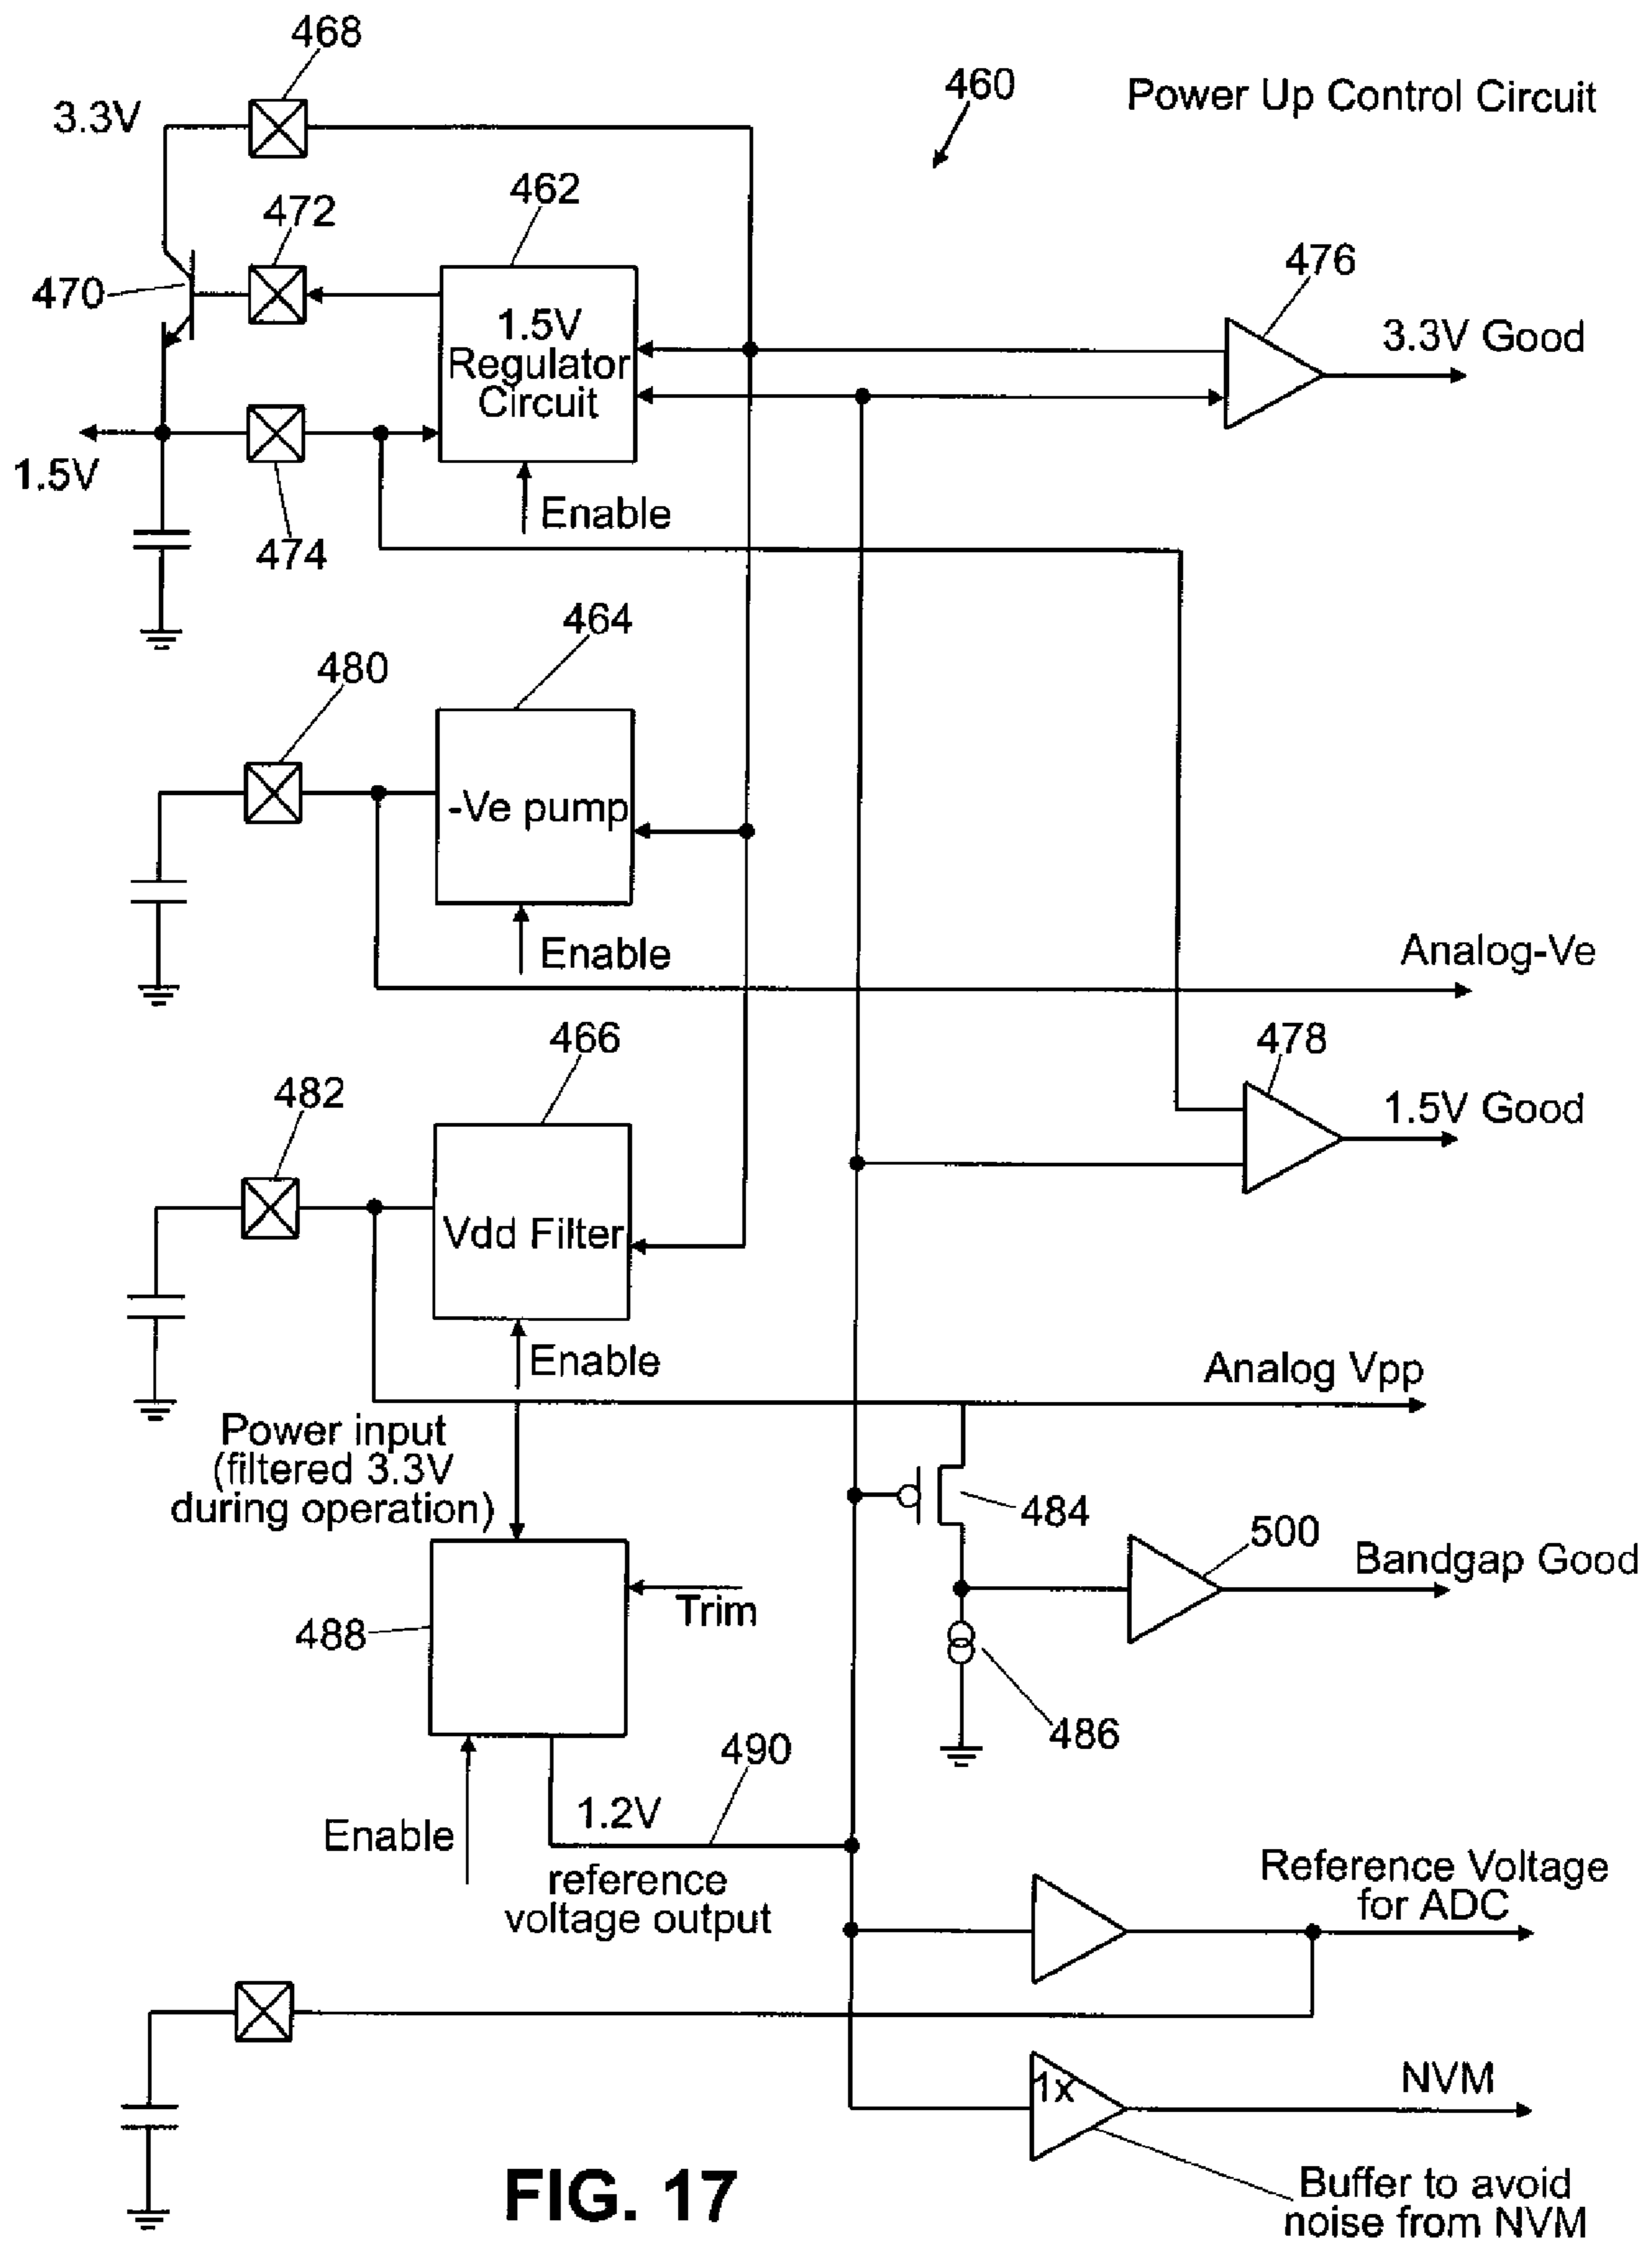 468
3.3V
460
Power Up Control Circuit
472
462
470
476
1.5V
Regulator
Circuit
3.3V Good
1.5V
Enable
474
464
480
-Ve pump
Enable
Analog-Ve
466
478
482
1.5V Good
Vdd Filter
Enable
Analog Vpp
Power input
(filtered 3.3V
during operation)
484
500
Bandgap Good
Trim
488
486
490
1.2V
Enable
reference
voltage output
Reference Voltage
for ADC
1x
NVM
FIG. 17
Buffer to avoid
noise from NVM